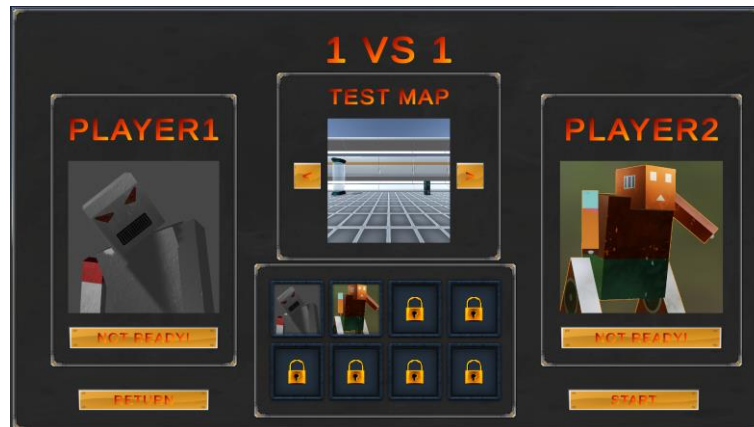 1 VS 1
TEST MAP
PLAYER1
PLAYER2
<
>
NOT READY!
NOT READY!
RETURN
START